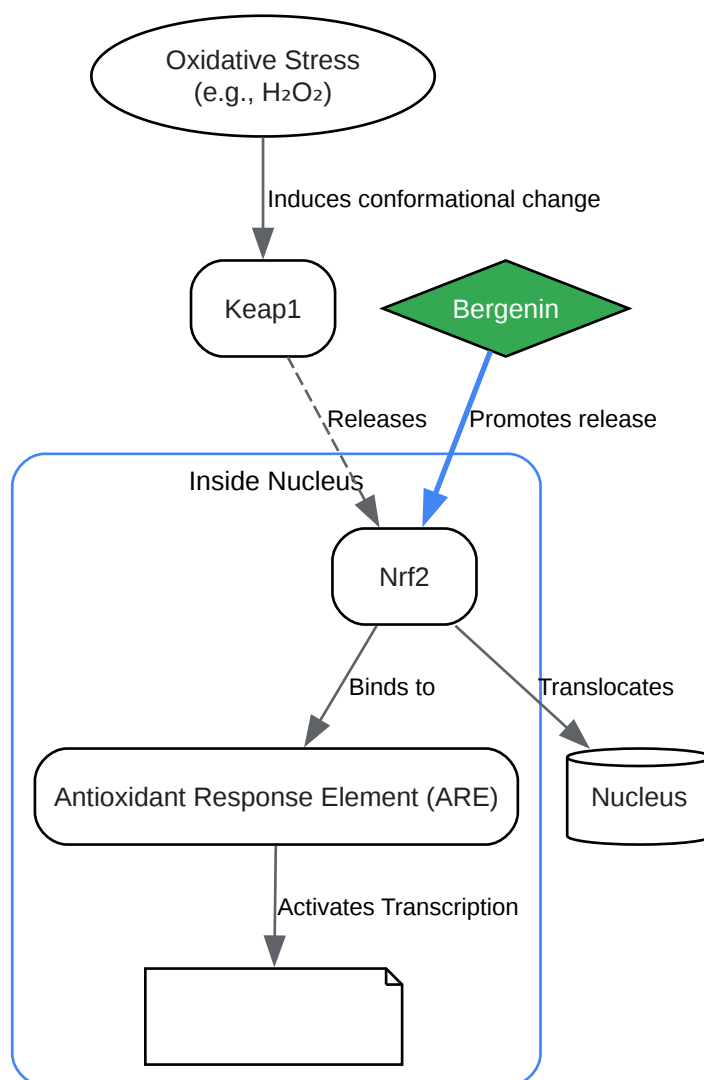 Oxidative Stress
(e.g., H₂O₂)
Induces conformational change
Keap1
Bergenin
Releases
Promotes release
Inside Nucleus
Nrf2
Binds to
Translocates
Antioxidant Response Element (ARE)
Nucleus
Activates Transcription